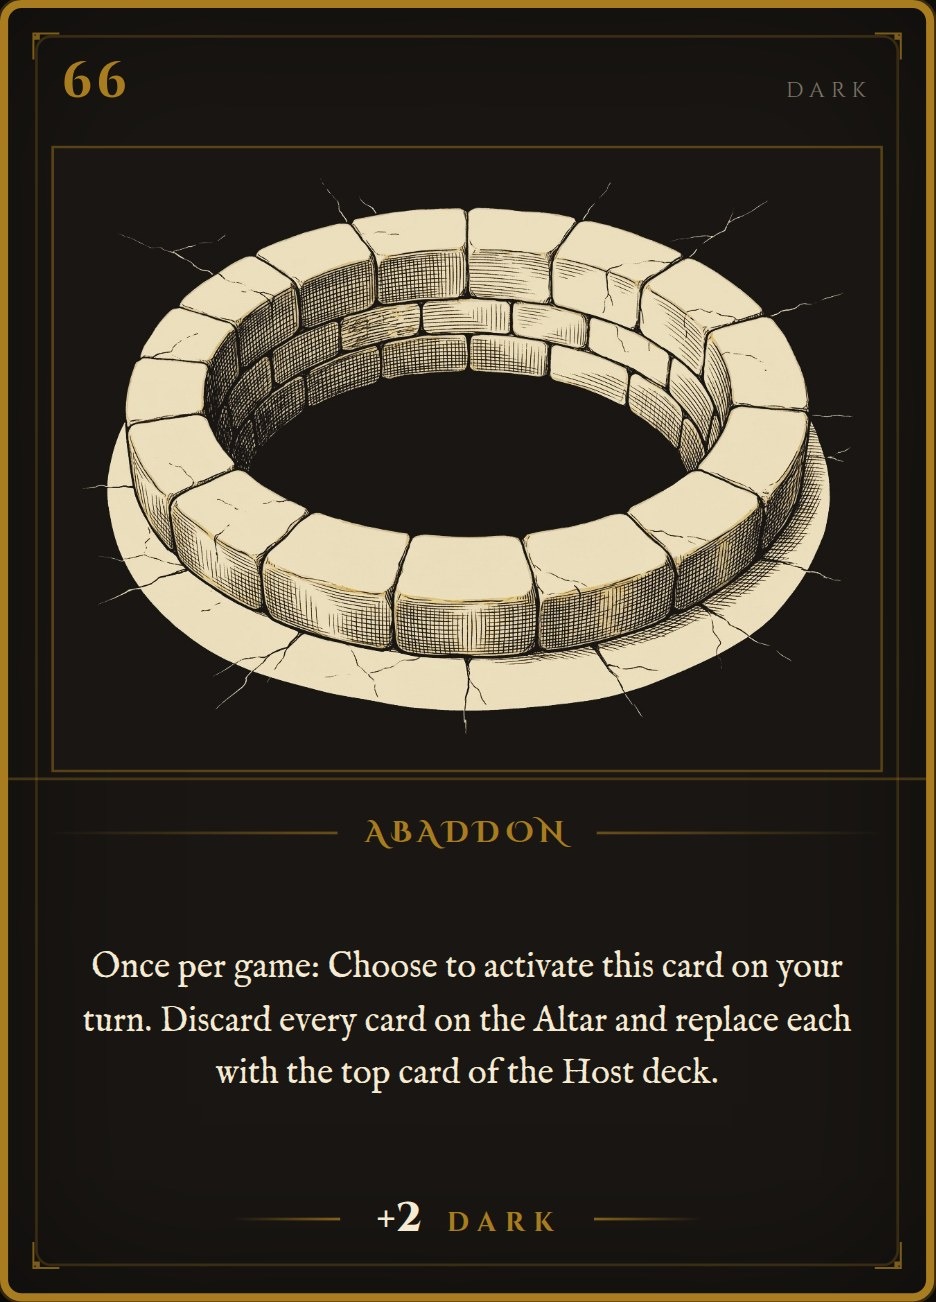 66
DARK
ABADDON
Once per game: Choose to activate this card on your
turn. Discard every card on the Altar and replace each
with the top card of the Host deck.
+2 DARK